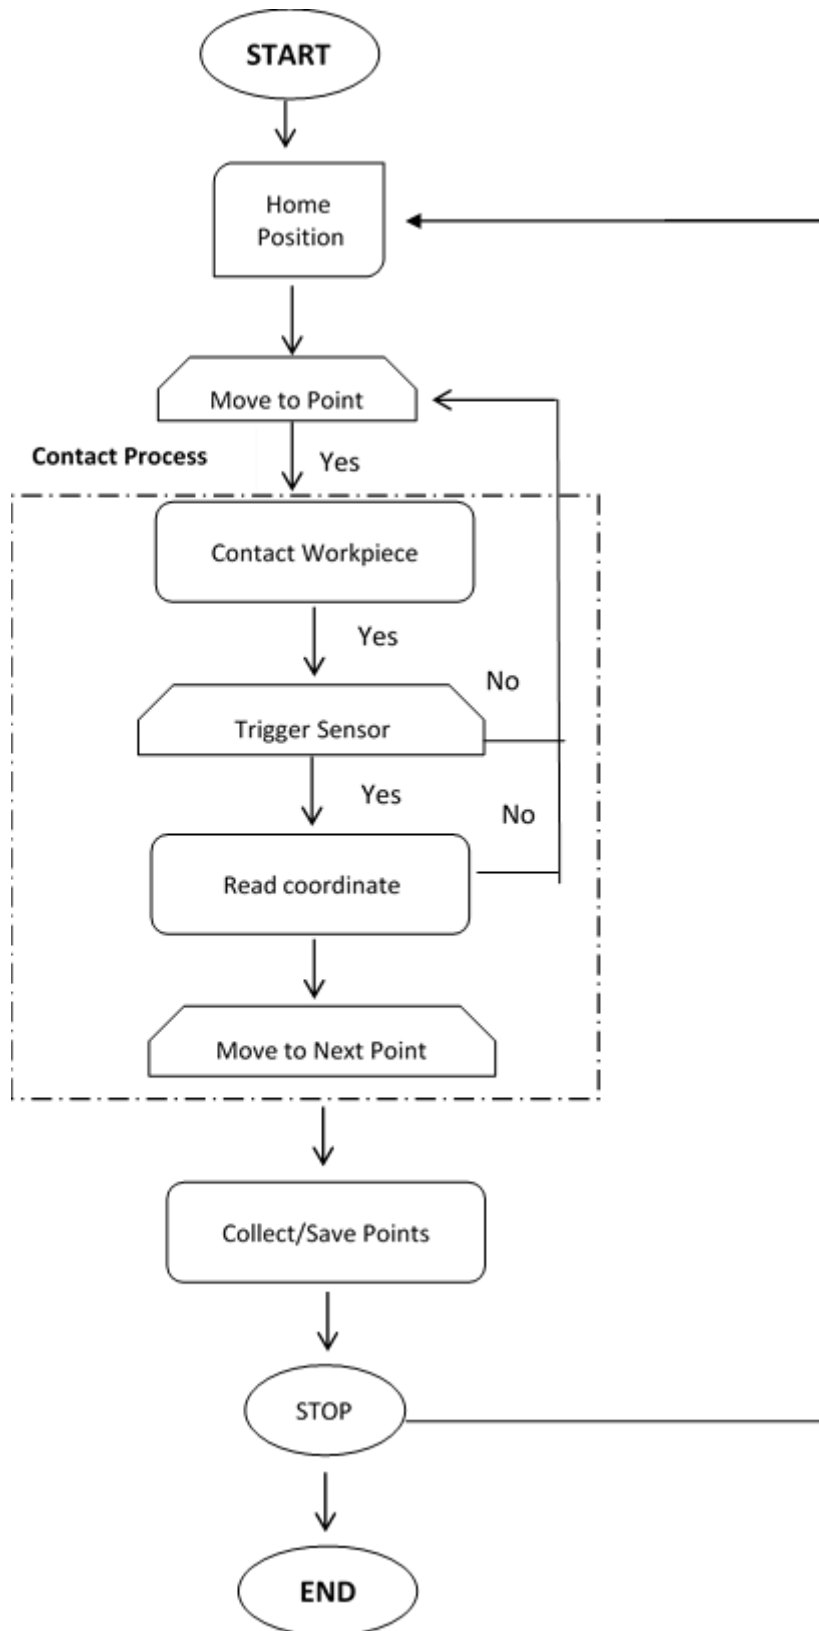 START
Home
Position
Move to Point
Contact Process
Yes
Contact Workpiece
Yes
No
Trigger Sensor
Yes
No
Read coordinate
Move to Next Point
Collect/Save Points
STOP
END